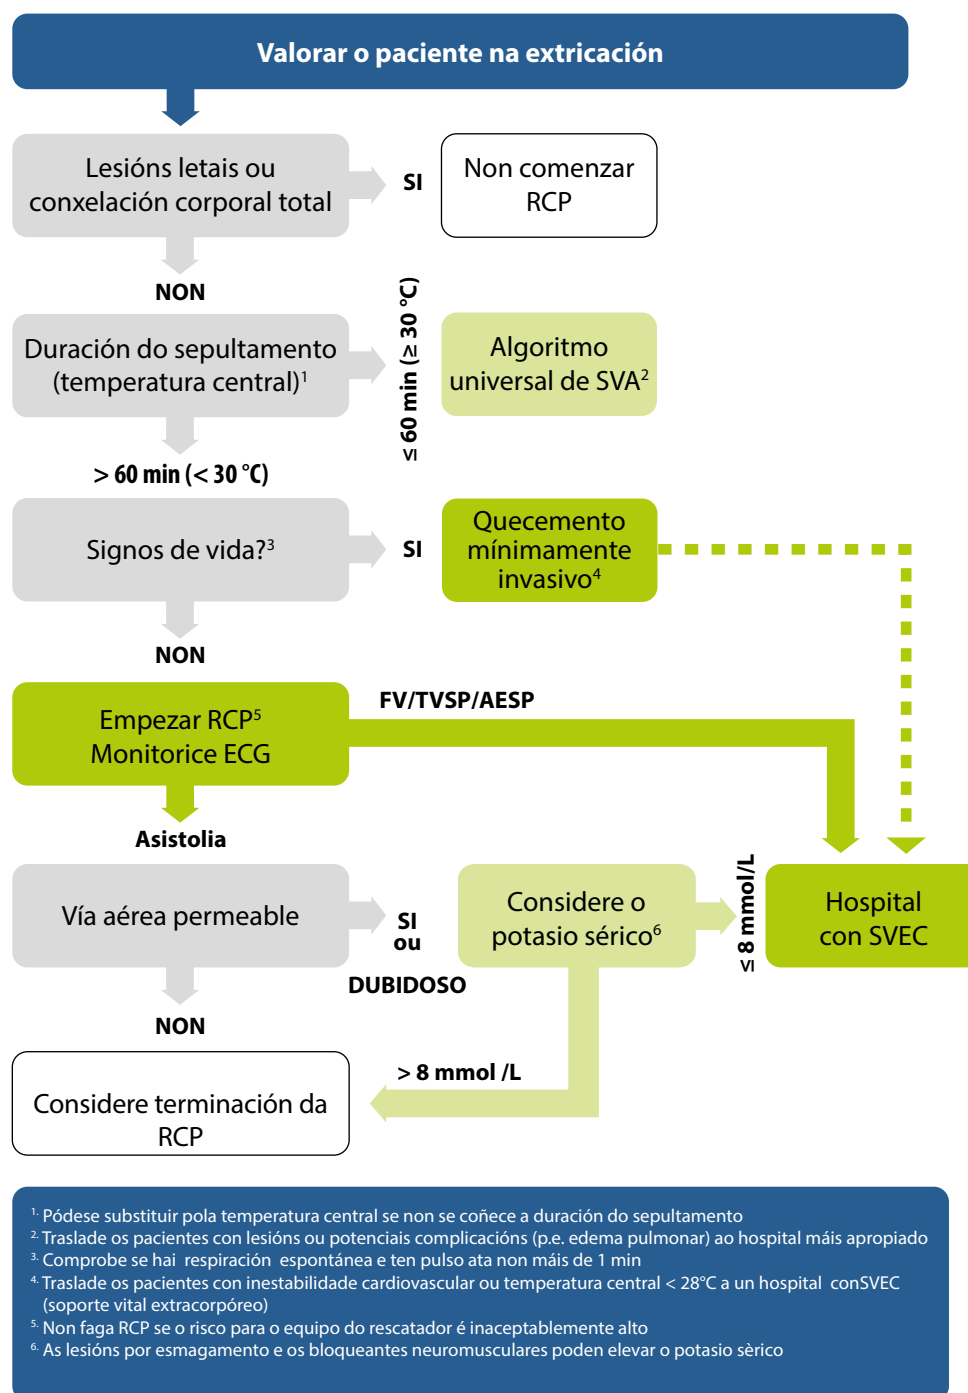 Valorar o paciente na extricación
Lesións letais ou
conxelación corporal total
SI
Non comenzar
RCP
NON
Duración do sepultamento
(temperatura central)1
≤ 60 min (≥ 30 °C)
Algoritmo
universal de SVA2
> 60 min (< 30 °C)
Signos de vida?3
SI
Quecemento
mínimamente
invasivo4
NON
Empezar RCP5
Monitorice ECG
FV/TVSP/AESP
Asistolia
Vía aérea permeable
SI
ou
DUBIDOSO
Considere o
potasio sérico6
≤ 8 mmol/L
Hospital
con SVEC
NON
> 8 mmol /L
Considere terminación da
RCP
1. Pódese substituir pola temperatura central se non se coñece a duración do sepultamento
2. Traslade os pacientes con lesións ou potenciais complicacións (p.e. edema pulmonar) ao hospital máis apropiado
3. Comprobe se hai respiración espontánea e ten pulso ata non máis de 1 min
4. Traslade os pacientes con inestabilidade cardiovascular ou temperatura central < 28°C a un hospital conSVEC
(soporte vital extracorpóreo)
5. Non faga RCP se o risco para o equipo do rescatador é inaceptablemente alto
6. As lesións por esmagamento e os bloqueantes neuromusculares poden elevar o potasio sèrico